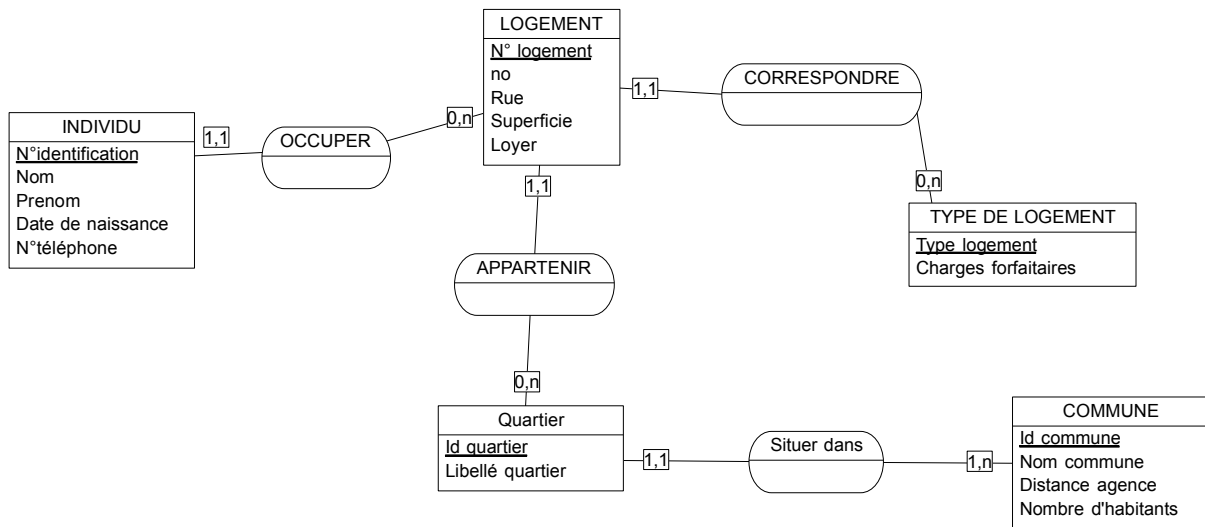 LOGEMENT
N° logement
no
Rue
Superficie
Loyer
1,1
CORRESPONDRE
0,n
TYPE DE LOGEMENT
Type logement
Charges forfaitaires
INDIVIDU
N°identification
Nom
Prenom
Date de naissance
N°téléphone
1,1
OCCUPER
0,n
1,1
APPARTENIR
0,n
Quartier
Id quartier
Libellé quartier
1,1
Situer dans
1,n
COMMUNE
Id commune
Nom commune
Distance agence
Nombre d'habitants